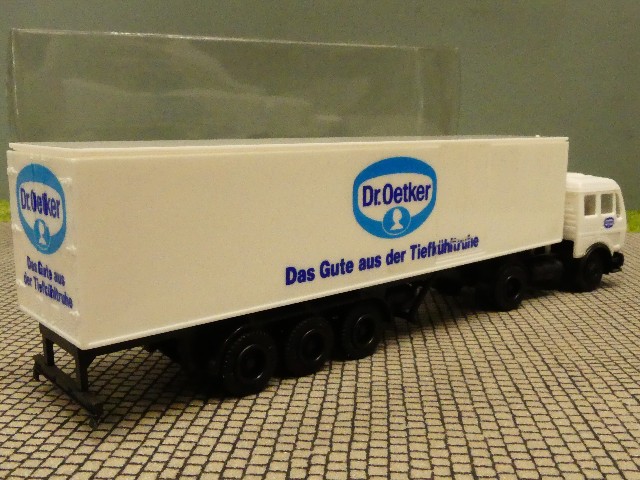 Dr.Oetker
Das Gute aus
der Tiefkühltruhe
Dr.Oetker
Das Gute aus der Tiefkühltruhe